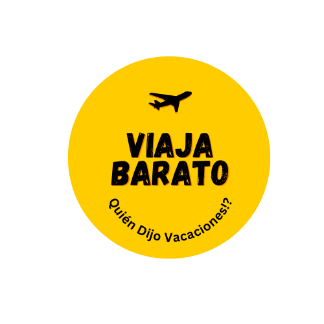 VIAJA
BARATO
Quién Dijo Vacaciones!?